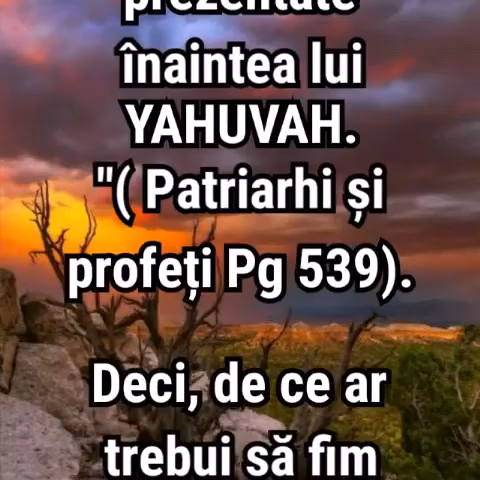 prezentate
înaintea lui
YAHUVAH.
"( Patriarhi și
profeți Pg 539).
Deci, de ce ar
trebui să fim